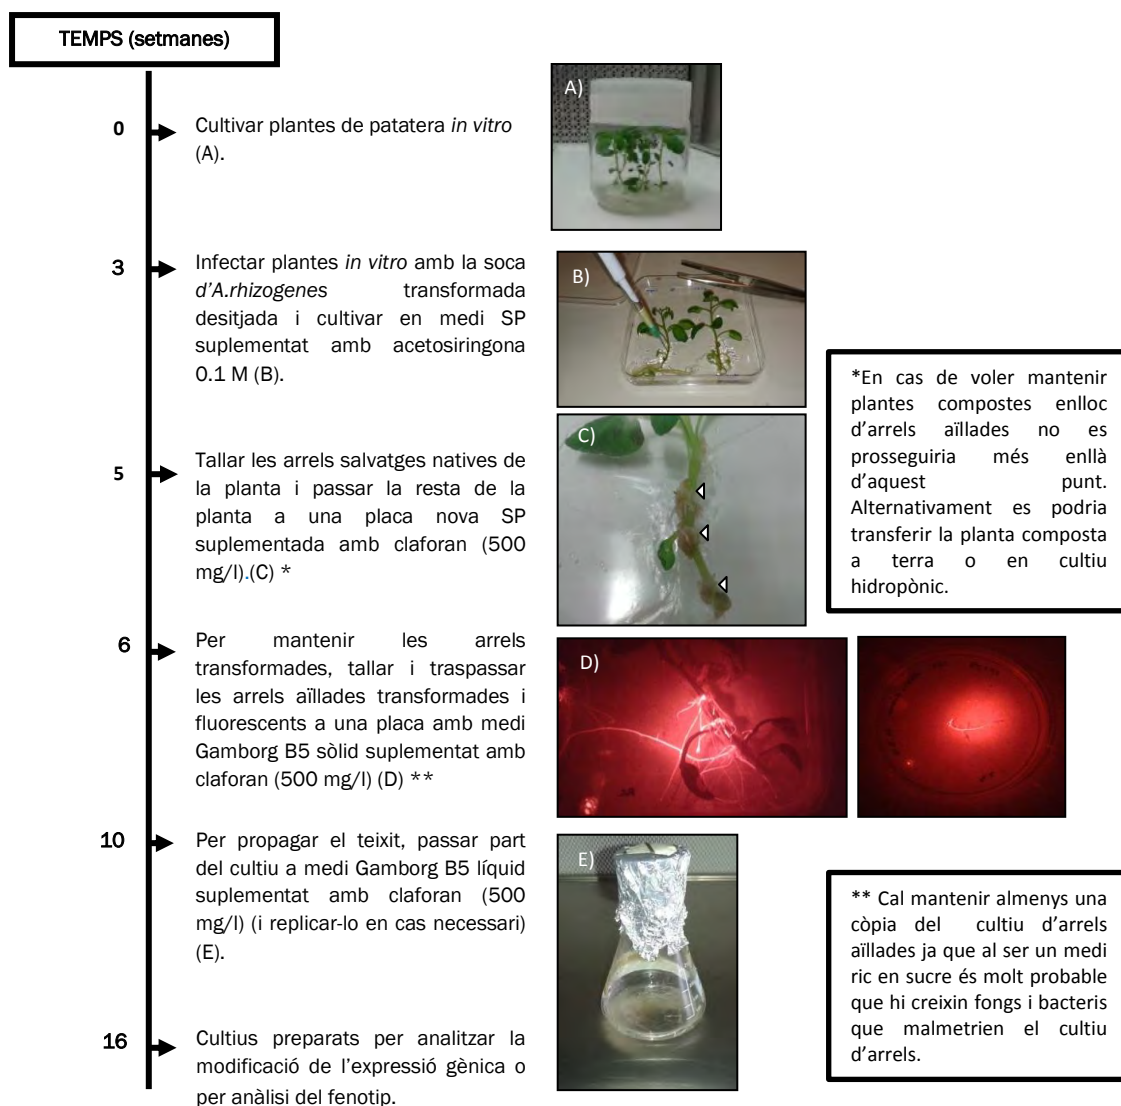 TEMPS (setmanes)
0
Cultivar plantes de patatera in vitro
(A).
A)
3
Infectar plantes in vitro amb la soca
d'A.rhizogenes transformada
desitjada i cultivar en medi SP
suplementat amb acetosiringona
0.1 M (B).
B)
5
Tallar les arrels salvatges natives de
la planta i passar la resta de la
planta a una placa nova SP
suplementada amb claforan (500
mg/l).(C) *
C)
*En cas de voler mantenir
plantes compostes enlloc
d'arrels aïllades no es
prosseguiria més enllà
d'aquest punt.
Alternativament es podria
transferir la planta composta
a terra o en cultiu
hidropònic.
6
Per mantenir les arrels
transformades, tallar i traspassar
les arrels aïllades transformades i
fluorescents a una placa amb medi
Gamborg B5 sòlid suplementat amb
claforan (500 mg/l) (D) **
D)
10
Per propagar el teixit, passar part
del cultiu a medi Gamborg B5 líquid
suplementat amb claforan (500
mg/l) (i replicar-lo en cas necessari)
(E).
E)
** Cal mantenir almenys una
còpia del cultiu d'arrels
aïllades ja que al ser un medi
ric en sucre és molt probable
que hi creixin fongs i bacteris
que malmetrien el cultiu
d'arrels.
16
Cultius preparats per analitzar la
modificació de l'expressió gènica o
per anàlisi del fenotip.